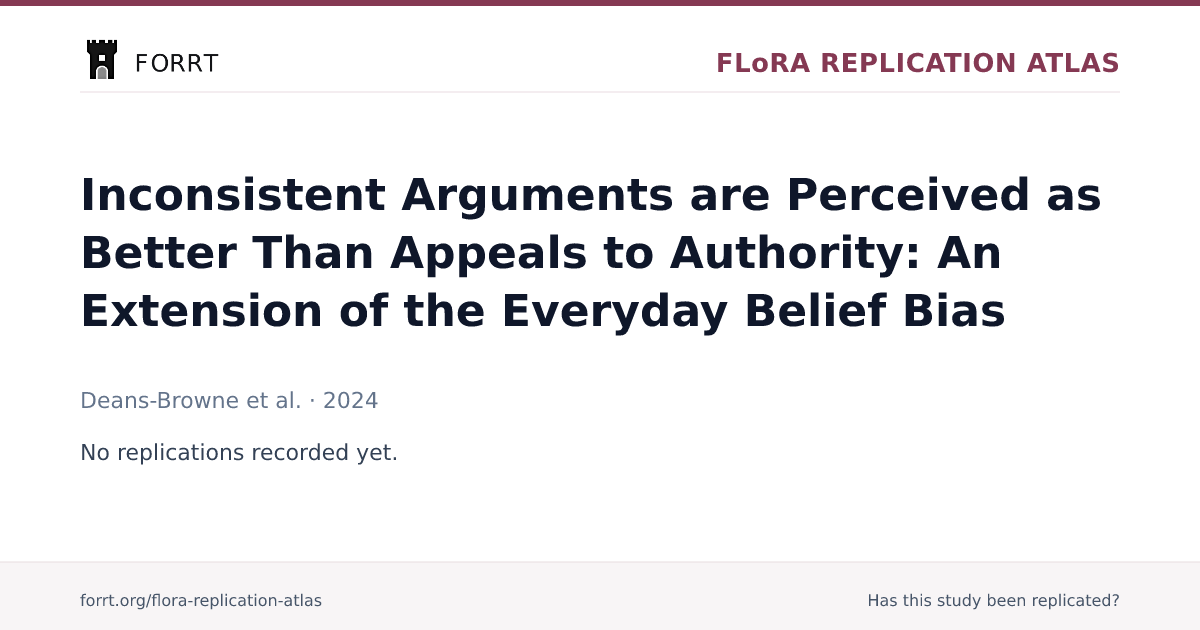 FORRT
FLoRA REPLICATION ATLAS
Inconsistent Arguments are Perceived as
Better Than Appeals to Authority: An
Extension of the Everyday Belief Bias
Deans-Browne et al. · 2024
No replications recorded yet.
forrt.org/flora-replication-atlas
Has this study been replicated?